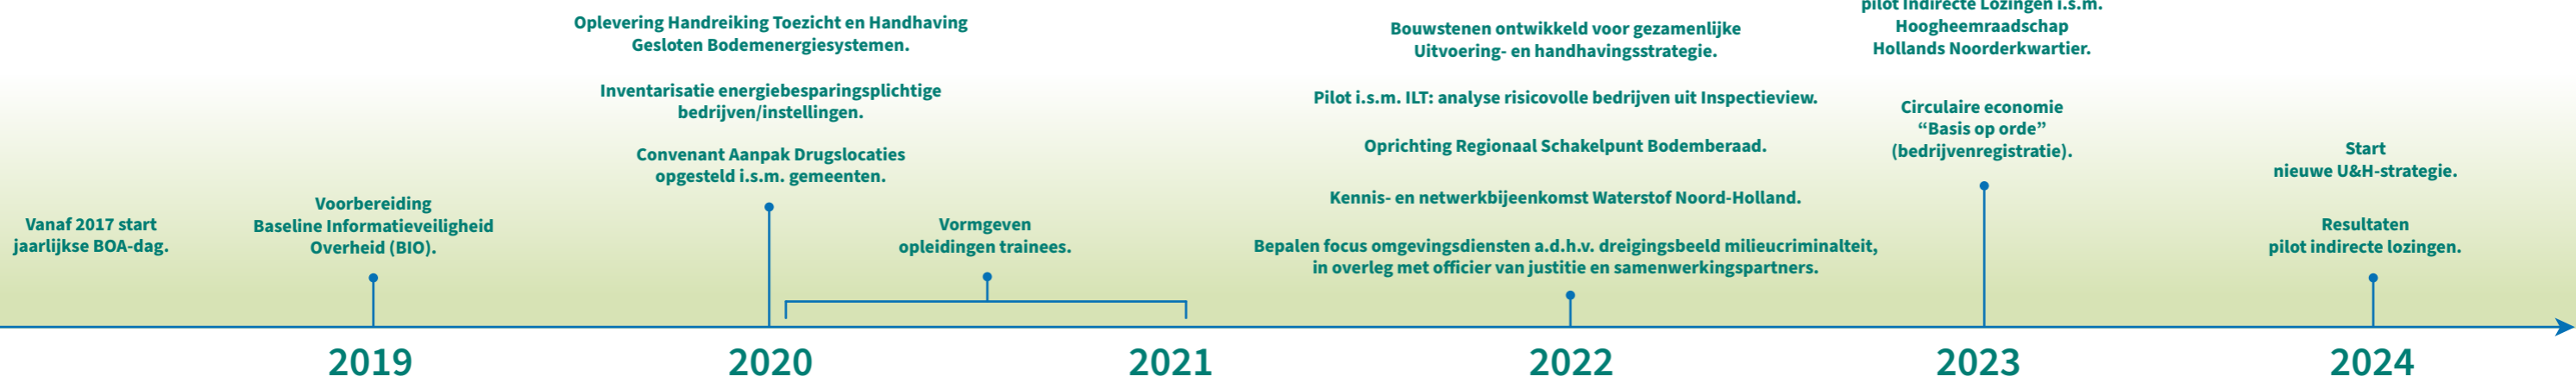 Vanaf 2017 start
jaarlijkse BOA-dag.
Voorbereiding
Baseline Informatieveiligheid
Overheid (BIO).
Oplevering Handreiking Toezicht en Handhaving
Gesloten Bodemenergiesystemen.
Inventarisatie energiebesparingsplichtige
bedrijven/instellingen.
Convenant Aanpak Drugslocaties
opgesteld i.s.m. gemeenten.
Vormgeven
opleidingen trainees.
Bouwstenen ontwikkeld voor gezamenlijke
Uitvoering- en handhavingsstrategie.
Pilot i.s.m. ILT: analyse risicovolle bedrijven uit Inspectieview.
Oprichting Regionaal Schakelpunt Bodemberaad.
Kennis- en netwerkbijeenkomst Waterstof Noord-Holland.
Bepalen focus omgevingsdiensten a.d.h.v. dreigingsbeeld milieucriminalteit,
in overleg met officier van justitie en samenwerkingspartners.
pilot Indirecte Lozingen i.s.m.
Hoogheemraadschap
Hollands Noorderkwartier.
Circulaire economie
“Basis op orde”
(bedrijvenregistratie).
Start
nieuwe U&H-strategie.
Resultaten
pilot indirecte lozingen.
2019
2020
2021
2022
2023
2024